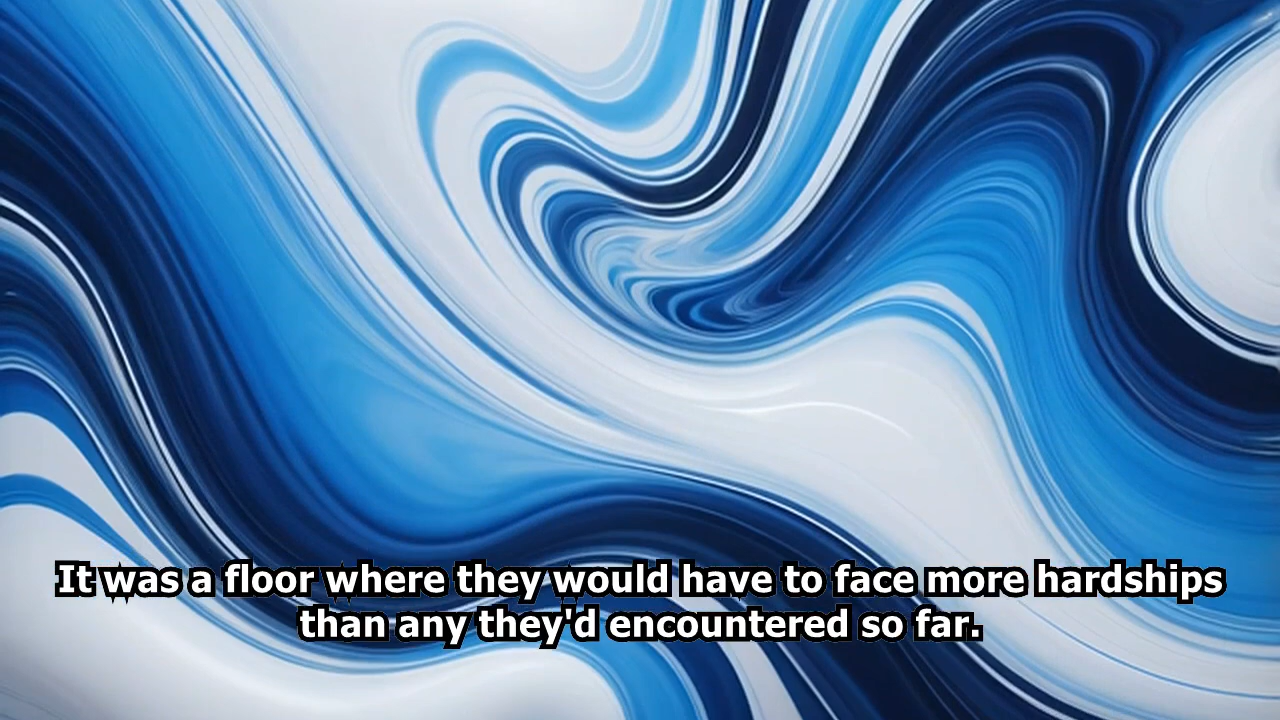 It was a floor where they would have to face more hardships
than any they'd encountered so far.